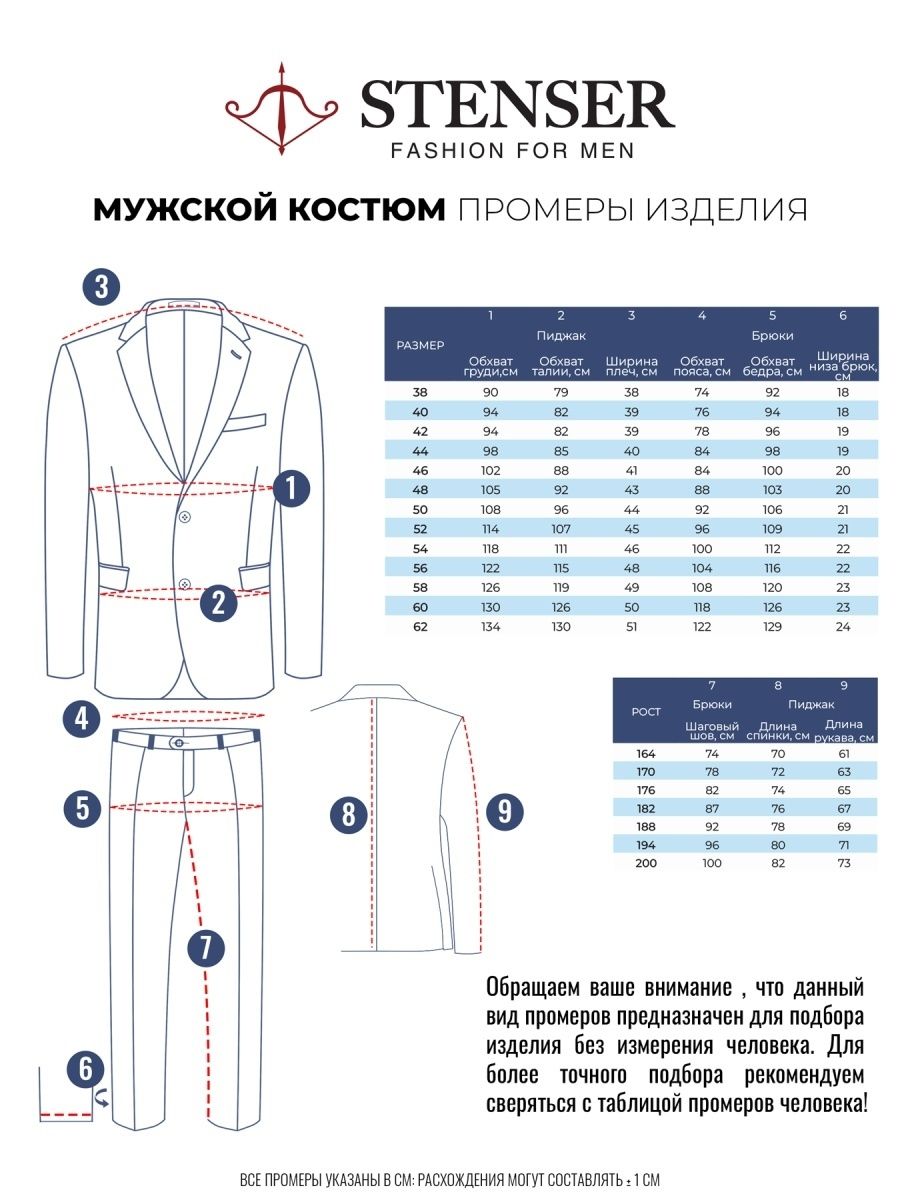 STENSER
FASHION FOR MEN
МУЖСКОЙ КОСТЮМ ПРОМЕРЫ ИЗДЕЛИЯ
3
1
2
1 2 3 4 5 6
Пиджак Брюки
РАЗМЕР
Обхват груди,см Обхват талии, см Ширина плеч, см Обхват пояса, см Обхват бедра, см Ширина низа брюк, см
38 90 79 38 74 92 18
40 94 82 39 76 94 18
42 94 82 39 78 96 19
44 98 85 40 84 98 19
46 102 88 41 84 100 20
48 105 92 43 88 103 20
50 108 96 44 92 106 21
52 114 107 45 96 109 21
54 118 111 46 100 112 22
56 122 115 48 104 116 22
58 126 119 49 108 120 23
60 130 126 50 118 126 23
62 134 130 51 122 129 24
4
5
7
6
8
9
7 8 9
Брюки Пиджак
РОСТ
Шаговый шов, см Длина спинки, см Длина рукава, см
164 74 70 61
170 78 72 63
176 82 74 65
182 87 76 67
188 92 78 69
194 96 80 71
200 100 82 73
Обращаем ваше внимание , что данный
вид промеров предназначен для подбора
изделия без измерения человека. Для
более точного подбора рекомендуем
сверяться с таблицой промеров человека!
ВСЕ ПРОМЕРЫ УКАЗАНЫ В СМ: РАСХОЖДЕНИЯ МОГУТ СОСТАВЛЯТЬ ± 1 СМ